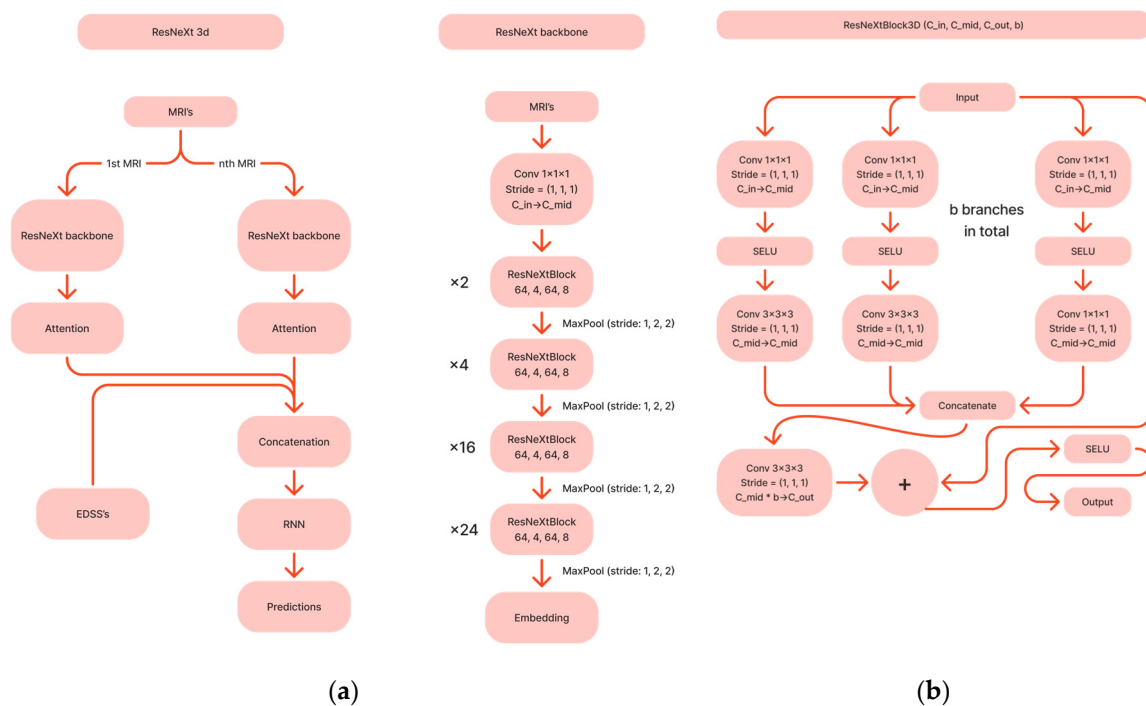 ResNeXt 3d
MRI's
1st MRI
nth MRI
ResNeXt backbone
ResNeXt backbone
Attention
Attention
Concatenation
EDSS's
RNN
Predictions
ResNeXt backbone
MRI's
Conv 1×1×1
Stride = (1, 1, 1)
C_in→C_mid
×2
ResNeXtBlock
64, 4, 64, 8
MaxPool (stride: 1, 2, 2)
×4
ResNeXtBlock
64, 4, 64, 8
MaxPool (stride: 1, 2, 2)
×16
ResNeXtBlock
64, 4, 64, 8
MaxPool (stride: 1, 2, 2)
×24
ResNeXtBlock
64, 4, 64, 8
MaxPool (stride: 1, 2, 2)
Embedding
(a)
ResNeXtBlock3D (C_in, C_mid, C_out, b)
Input
Conv 1×1×1
Stride = (1, 1, 1)
C_in→C_mid
Conv 1×1×1
Stride = (1, 1, 1)
C_in→C_mid
Conv 1×1×1
Stride = (1, 1, 1)
C_in→C_mid
b branches
in total
SELU
SELU
SELU
Conv 3×3×3
Stride = (1, 1, 1)
C_mid→C_mid
Conv 3×3×3
Stride = (1, 1, 1)
C_mid→C_mid
Conv 1×1×1
Stride = (1, 1, 1)
C_mid→C_mid
Concatenate
Conv 3×3×3
Stride = (1, 1, 1)
C_mid * b→C_out
+
SELU
Output
(b)